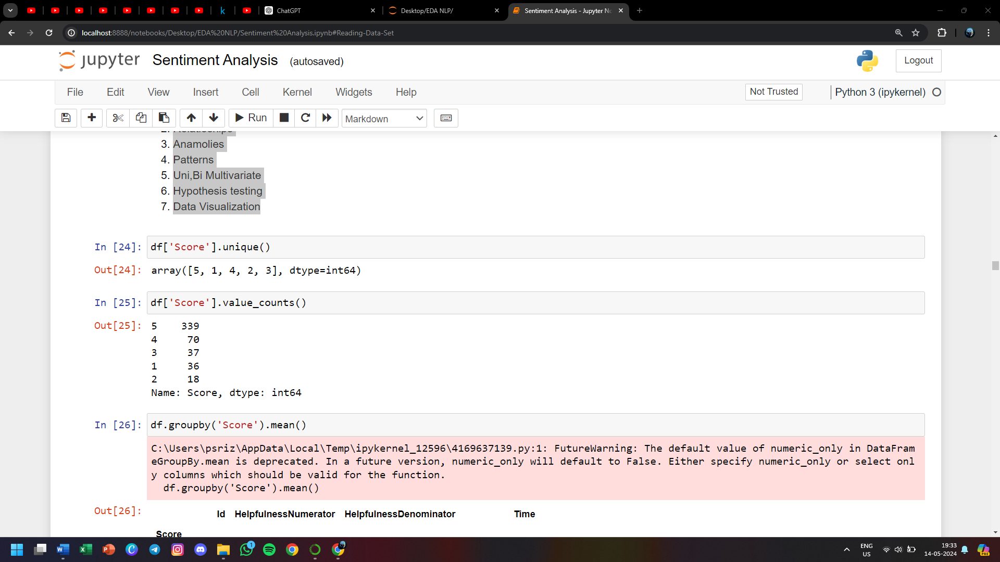 ChatGPT
Desktop/EDA NLP/
Sentiment Analysis - Jupyter No
localhost:8888/notebooks/Desktop/EDA%20NLP/Sentiment%20Analysis.ipynb#Reading-Data-Set
jupyter Sentiment Analysis (autosaved)
Logout
File Edit View Insert Cell Kernel Widgets Help
Not Trusted
Python 3 (ipykernel)
Run
Markdown
3. Anamolies
4. Patterns
5. Uni,Bi Multivariate
6. Hypothesis testing
7. Data Visualization
In [24]: df['Score'].unique()
Out[24]: array([5, 1, 4, 2, 3], dtype=int64)
In [25]: df['Score'].value_counts()
Out[25]: 5 339
4 70
3 37
1 36
2 18
Name: Score, dtype: int64
In [26]: df.groupby('Score').mean()
C:\Users\psriz\AppData\Local\Temp\ipykernel_12596\4169637139.py:1: FutureWarning: The default value of numeric_only in DataFram
eGroupBy.mean is deprecated. In a future version, numeric_only will default to False. Either specify numeric_only or select onl
y columns which should be valid for the function.
df.groupby('Score').mean()
Out[26]:
Id HelpfulnessNumerator HelpfulnessDenominator Time
Score
1
ENG
US
19:33
14-05-2024
PRE